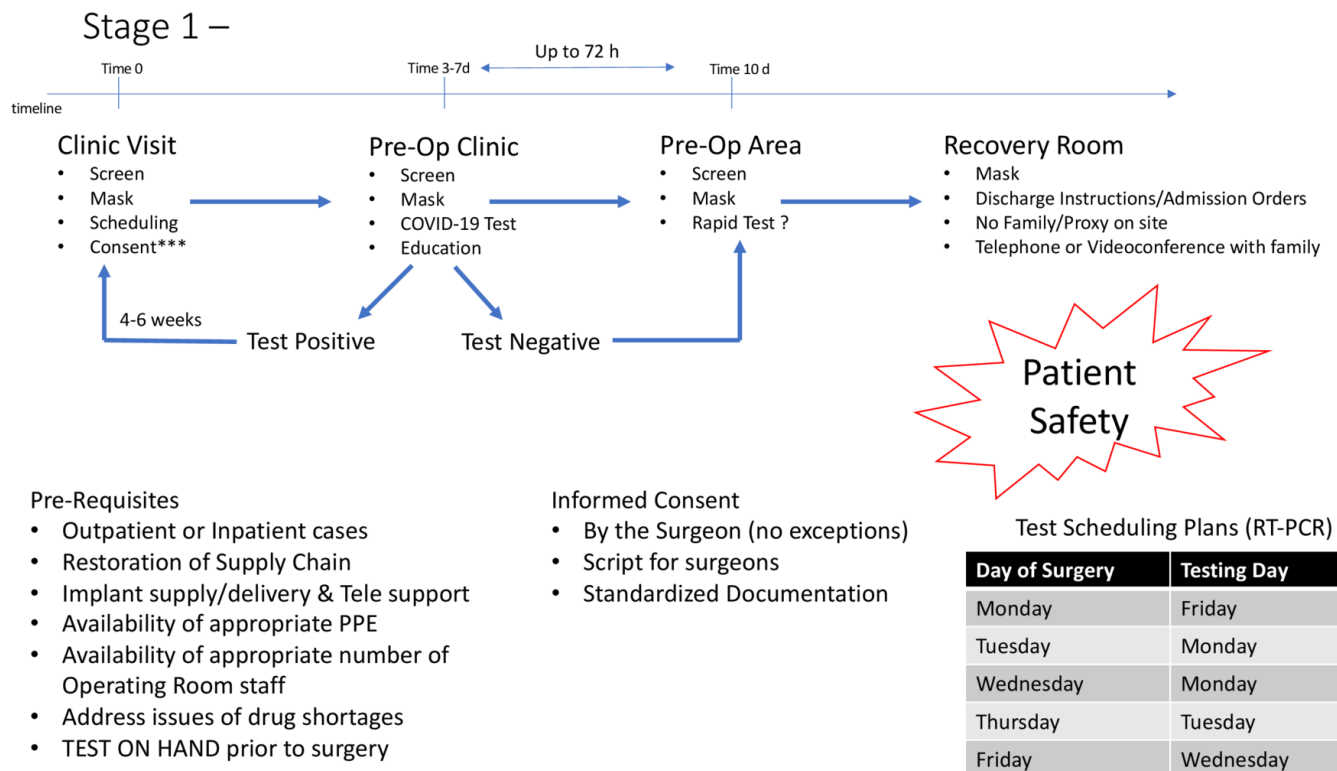 Stage 1 –
Up to 72 h
Time 0
Time 3-7d
Time 10 d
timeline
Clinic Visit
• Screen
• Mask
• Scheduling
• Consent***
Pre-Op Clinic
• Screen
• Mask
• COVID-19 Test
• Education
Pre-Op Area
• Screen
• Mask
• Rapid Test ?
Recovery Room
• Mask
• Discharge Instructions/Admission Orders
• No Family/Proxy on site
• Telephone or Videoconference with family
4-6 weeks
Test Positive
Test Negative
Patient
Safety
Pre-Requisites
• Outpatient or Inpatient cases
• Restoration of Supply Chain
• Implant supply/delivery & Tele support
• Availability of appropriate PPE
• Availability of appropriate number of
Operating Room staff
• Address issues of drug shortages
• TEST ON HAND prior to surgery
Informed Consent
• By the Surgeon (no exceptions)
• Script for surgeons
• Standardized Documentation
Test Scheduling Plans (RT-PCR)
Day of Surgery Testing Day
Monday Friday
Tuesday Monday
Wednesday Monday
Thursday Tuesday
Friday Wednesday